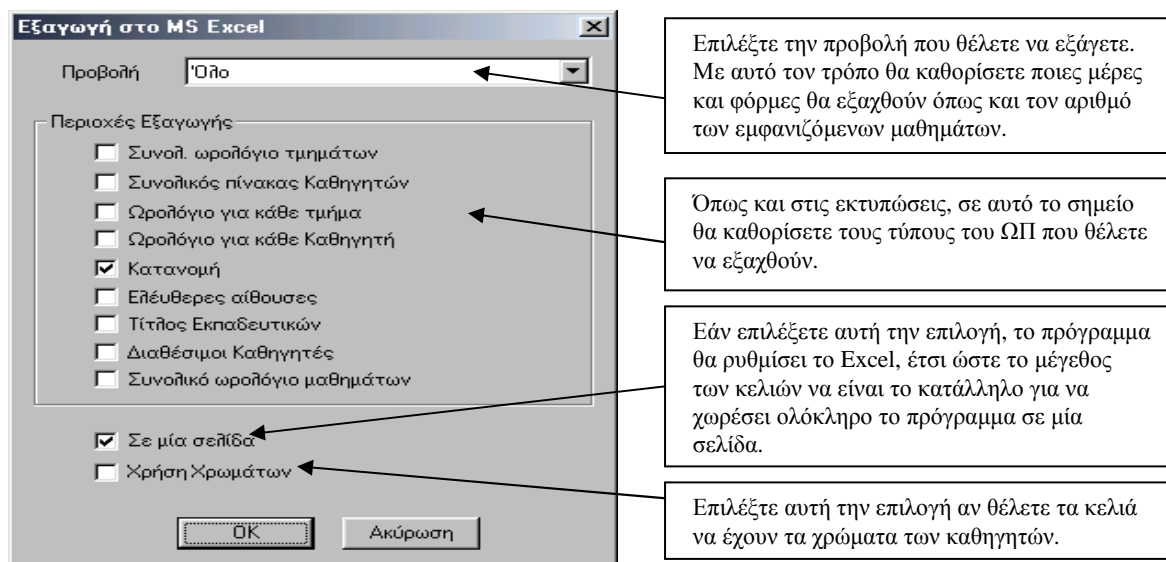 Εξαγωγή στο MS Excel
Προβολή
Όλο
Περιοχές Εξαγωγής
Συνολ. ωρολόγιο τμημάτων
Συνολικός πίνακας Καθηγητών
Ωρολόγιο για κάθε τμήμα
Ωρολόγιο για κάθε Καθηγητή
Κατανομή
Ελέυθερες αίθουσες
Τίτλος Εκπαδευτικών
Διαθέσιμοι Καθηγητές
Συνολικό ωρολόγιο μαθημάτων
Σε μία σελίδα
Χρήση Χρωμάτων
OK
Ακύρωση
Επιλέξτε την προβολή που θέλετε να εξάγετε.
Με αυτό τον τρόπο θα καθορίσετε ποιες μέρες
και φόρμες θα εξαχθούν όπως και τον αριθμό
των εμφανιζόμενων μαθημάτων.
Όπως και στις εκτυπώσεις, σε αυτό το σημείο
θα καθορίσετε τους τύπους του ΩΠ που θέλετε
να εξαχθούν.
Εάν επιλέξετε αυτή την επιλογή, το πρόγραμμα
θα ρυθμίσει το Excel, έτσι ώστε το μέγεθος
των κελιών να είναι το κατάλληλο για να
χωρέσει ολόκληρο το πρόγραμμα σε μία
σελίδα.
Επιλέξτε αυτή την επιλογή αν θέλετε τα κελιά
να έχουν τα χρώματα των καθηγητών.